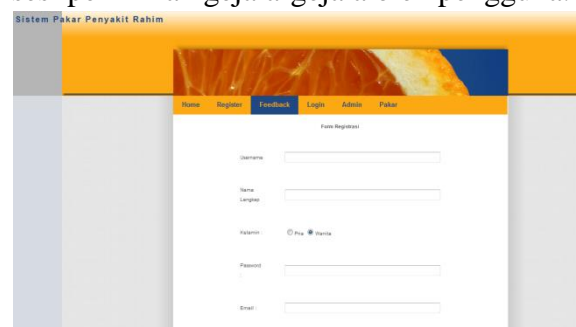 Sistem Pakar Penyakit Rahim
Home Register Feedback Login Admin Pakar
Form Registrasi
Username
Nama
Lengkap
Kelamin : Pria Wanita
Password
:
Email :